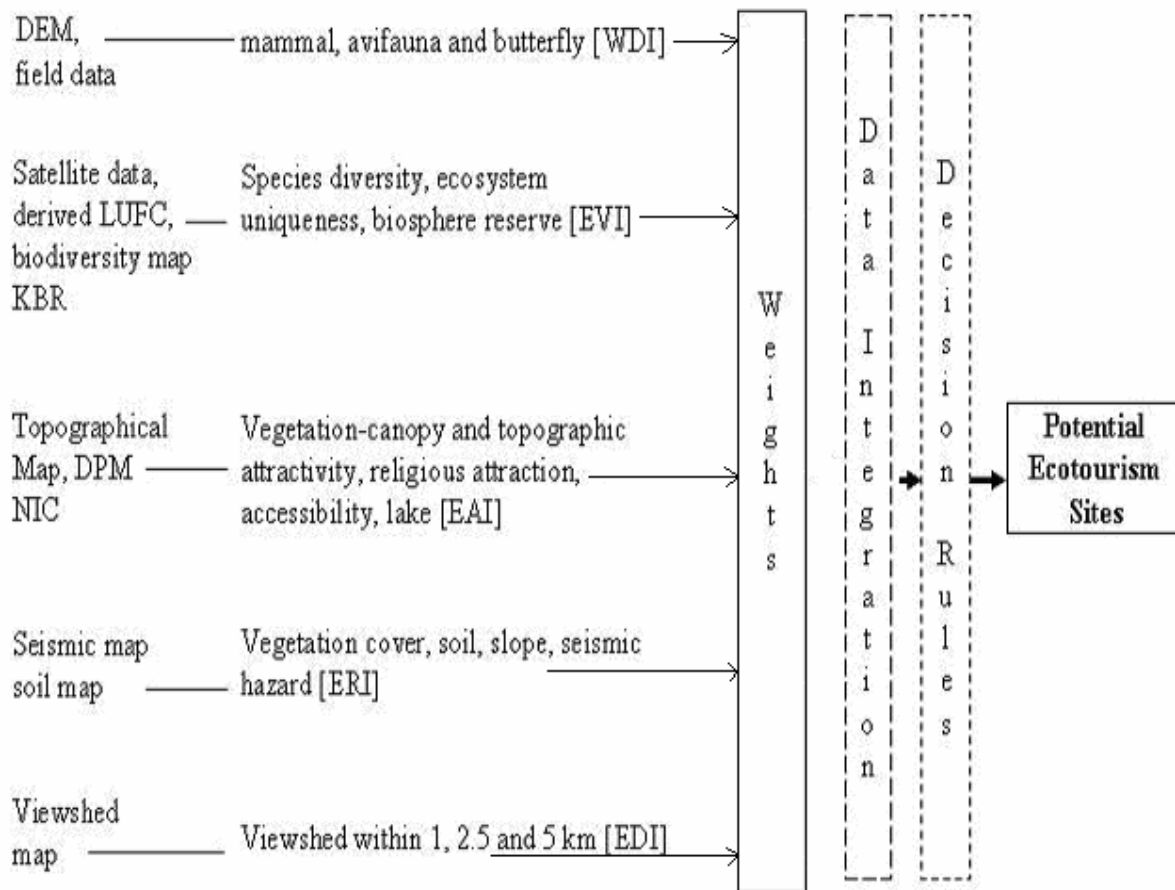 DEM,
field data
mammal, avifauna and butterfly [WDI]
Satellite data,
derived LUFC,
biodiversity map
KBR
Species diversity, ecosystem
uniqueness, biosphere reserve [EVI]
Topographical
Map, DPM
NIC
Vegetation-canopy and topographic
attractivity, religious attraction,
accessibility, lake [EAI]
Seismic map
soil map
Vegetation cover, soil, slope, seismic
hazard [ERI]
Viewshed
map
Viewshed within 1, 2.5 and 5 km [EDI]
Weights
Data Integration
Decision Rules
Potential
Ecotourism
Sites